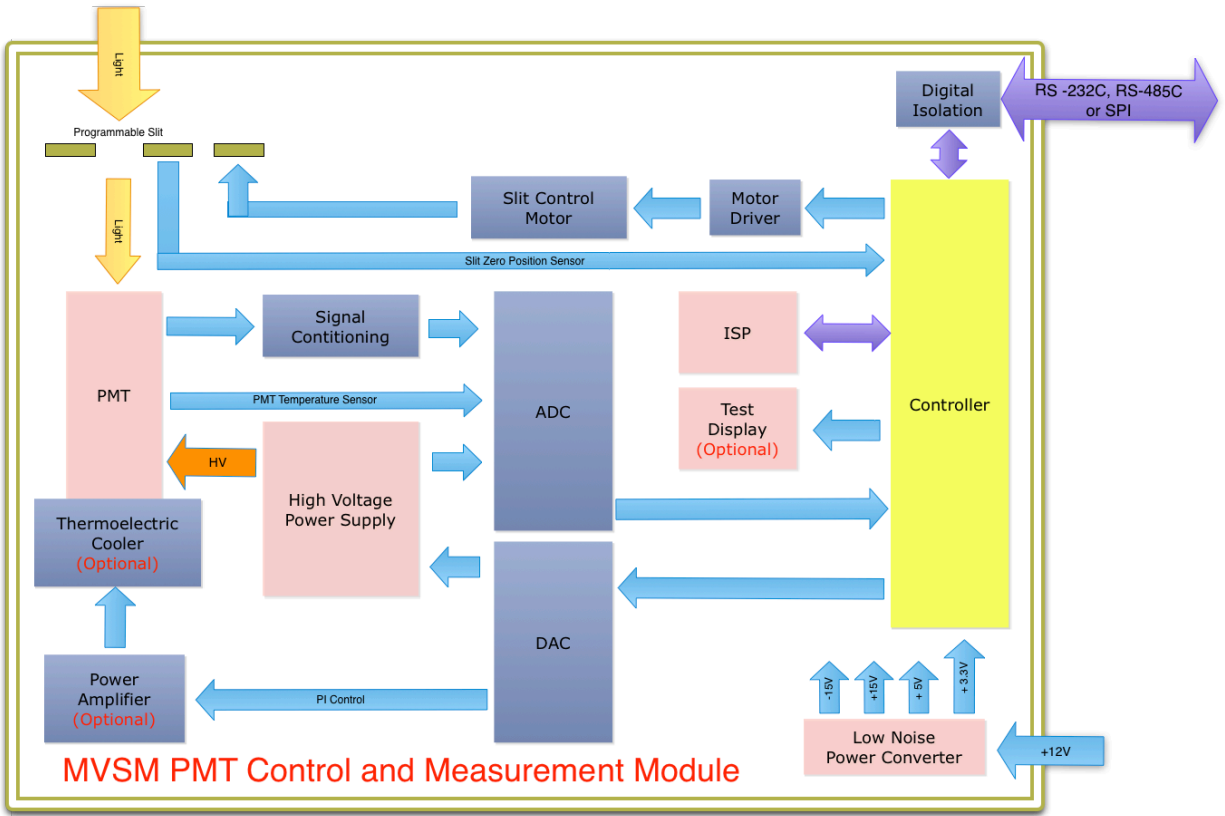 Light
Programmable Slit
Digital
Isolation
RS -232C, RS-485C
or SPI
Light
Slit Control
Motor
Motor
Driver
Slit Zero Position Sensor
Signal
Contitioning
ISP
PMT
PMT Temperature Sensor
ADC
Test
Display
(Optional)
Controller
HV
High Voltage
Power Supply
Thermoelectric
Cooler
(Optional)
DAC
Power
Amplifier
(Optional)
PI Control
-15V
+15V
+ 5V
+ 3.3V
Low Noise
Power Converter
+12V
MVSM PMT Control and Measurement Module